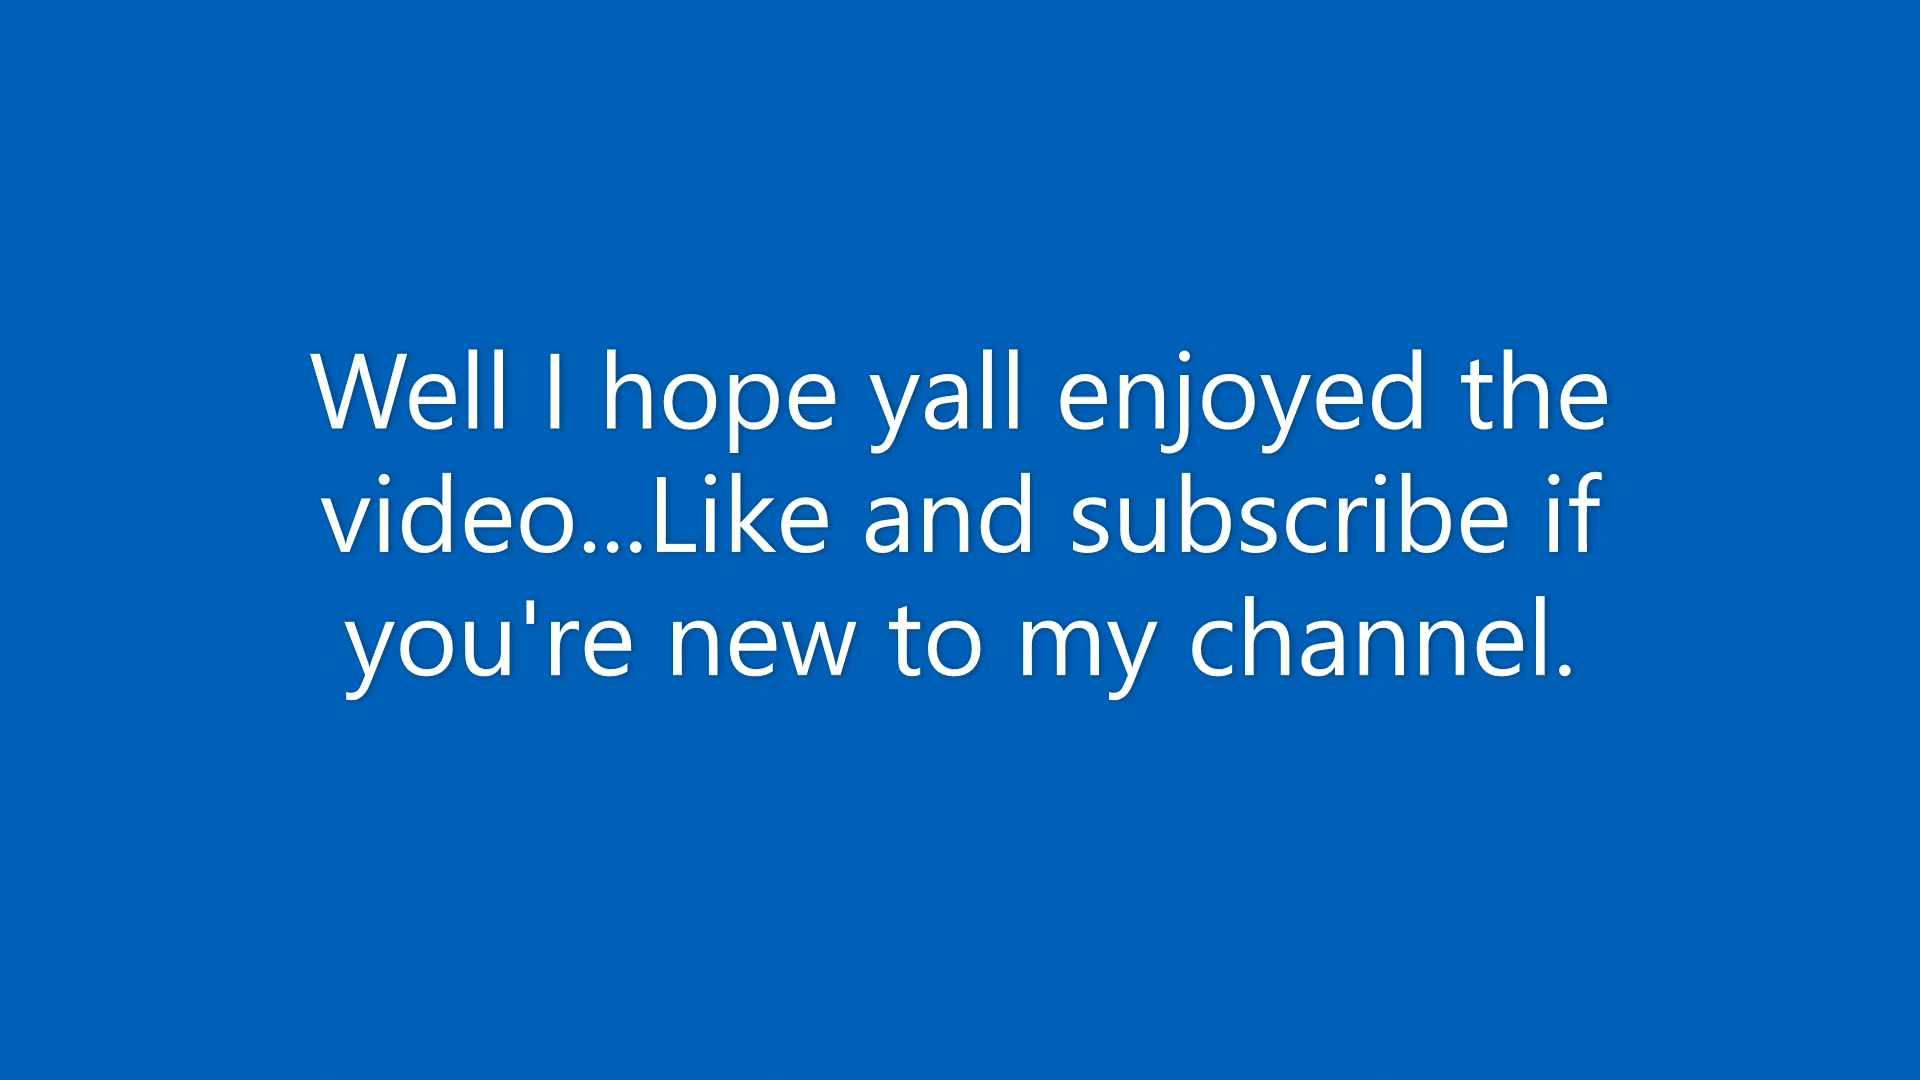 Well I hope yall enjoyed the
video...Like and subscribe if
you're new to my channel.